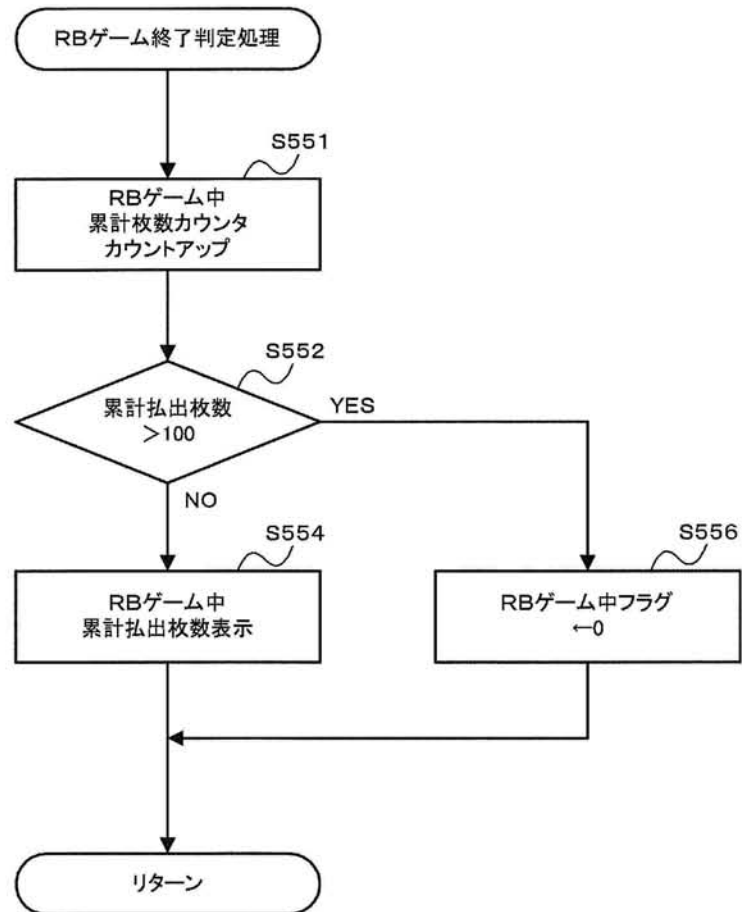 RBゲーム終了判定処理
S551
RBゲーム中
累計枚数カウンタ
カウントアップ
S552
累計払出枚数
>100
YES
NO
S554
RBゲーム中
累計払出枚数表示
S556
RBゲーム中フラグ
←0
リターン